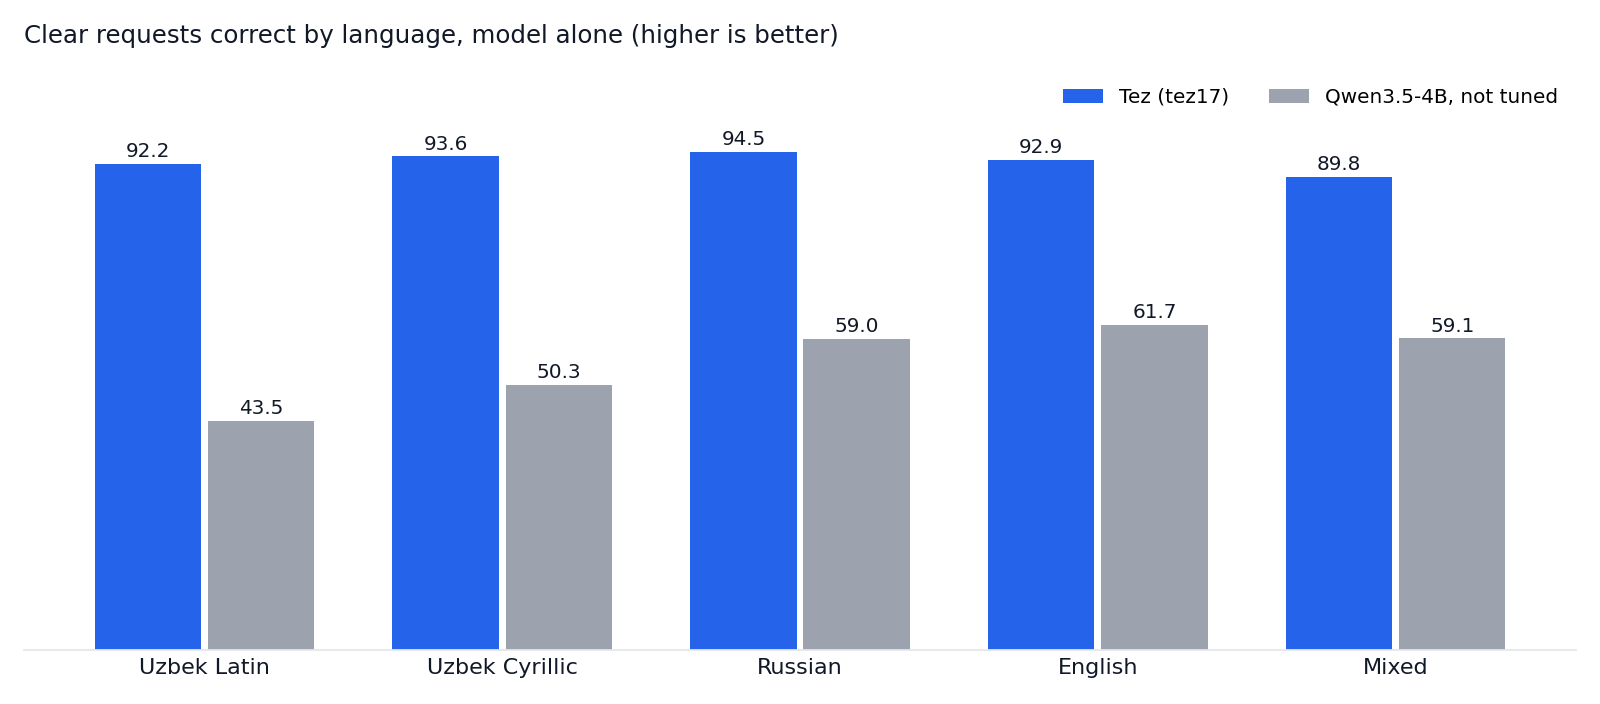 Clear requests correct by language, model alone (higher is better)
Tez (tez17) Qwen3.5-4B, not tuned
92.2 43.5 93.6 50.3 94.5 59.0 92.9 61.7 89.8 59.1
Uzbek Latin Uzbek Cyrillic Russian English Mixed